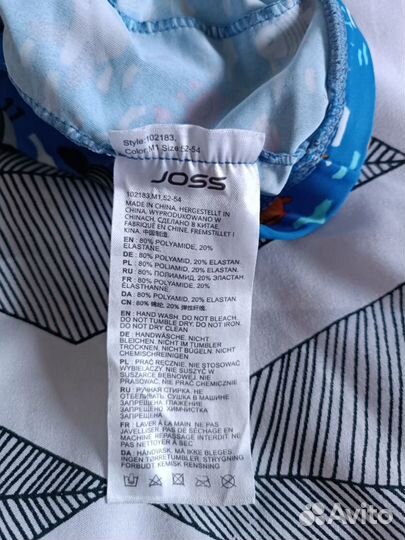 Style: 102183,
Color:M1 Size:52-54
JOSS
102183,M1,52-54
MADE IN CHINA. HERGESTELLT IN
CHINA. WYPRODUKOWANO W
CHINACH. СДЕЛАНО В КИТАЕ.
FABRIQUÉ EN CHINE. FREMSTILLET I
KINA. 中国制造
EN : 80% POLYAMIDE, 20%
ELASTANE.
DE : 80% POLYAMID, 20% ELASTAN.
PL : 80% POLIAMID, 20% ELASTAN.
RU : 80% ПОЛИАМИД, 20% ЭЛАСТАН.
FR : 80% POLYAMIDE, 20%
ÉLASTHANNE.
DA : 80% POLYAMID, 20% ELASTAN.
CN : 80% 锦纶, 20% 弹性纤维.
EN : HAND WASH. DO NOT BLEACH.
DO NOT TUMBLE DRY. DO NOT IRON.
DO NOT DRY CLEAN
DE : HANDWÄSCHE. NICHT
BLEICHEN. NICHT IM TUMBLER
TROCKNEN. NICHT BÜGELN. NICHT
CHEMISCHREINIGEN
PL : PRAĆ RĘCZNIE. NIE STOSOWAĆ
WYBIELACZY. NIE SUSZYĆ W
SUSZARCE BĘBNOWEJ. NIE
PRASOWAĆ. NIE PRAĆ CHEMICZNIE
RU : РУЧНАЯ СТИРКА. НЕ
ОТБЕЛИВАТЬ. СУШКА В МАШИНЕ
ЗАПРЕЩЕНА. ГЛАЖЕНИЕ
ЗАПРЕЩЕНО. ХИМЧИСТКА
ЗАПРЕЩЕНА
FR : LAVER À LA MAIN. NE PAS
JAVELLISER. PAS DE SÉCHAGE EN
MACHINE. REPASSAGE INTERDIT. NE
PAS NETTOYER À SEC
DA : HÅNDVASK. MÅ IKKE BLEGES.
INGEN TØRRETUMBLER. STRYGNING
FORBUDT. KEMISK RENSNING
Avito